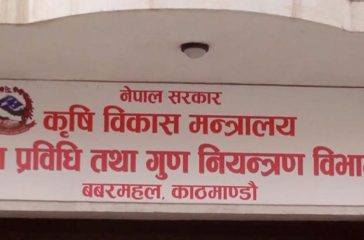 नेपाल सरकार
कृषि विकास मन्त्रालय
प्रविधि तथा गुण नियन्त्रण
बबरमहल, काठमाण्डौ